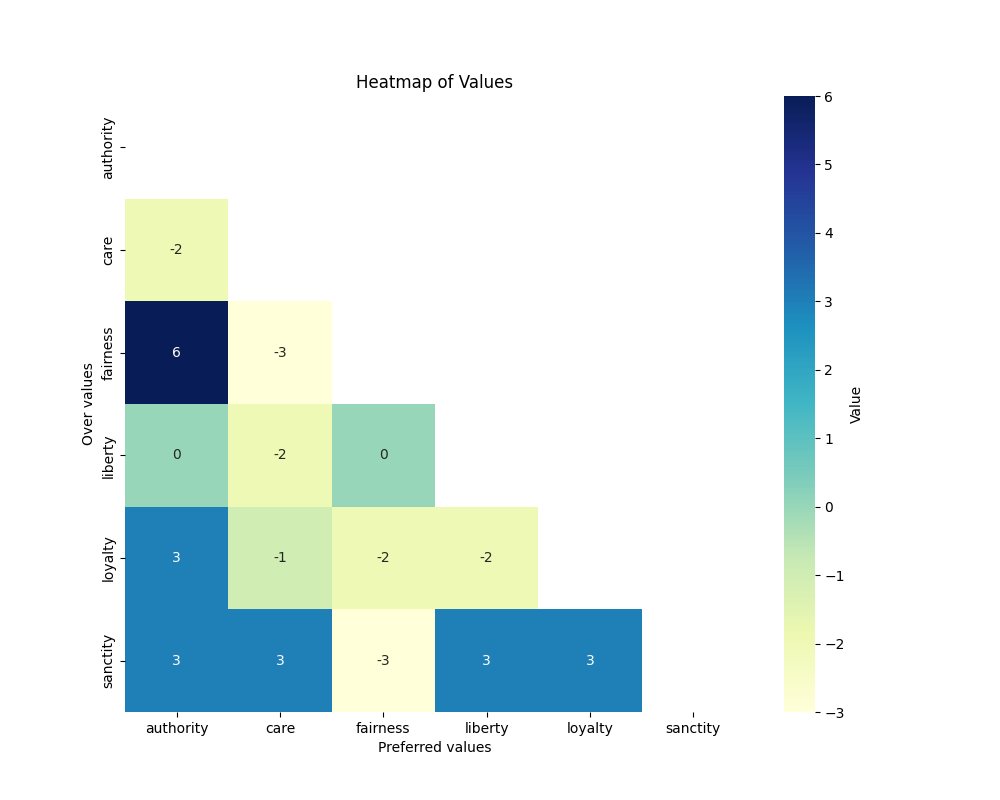 Heatmap of Values
authority
care
fairness
liberty
loyalty
sanctity
Over values
-2
6 -3
0 -2 0
3 -1 -2 -2
3 3 -3 3 3
authority care fairness liberty loyalty sanctity
Preferred values
6
5
4
3
2
1
0
−1
−2
−3
Value